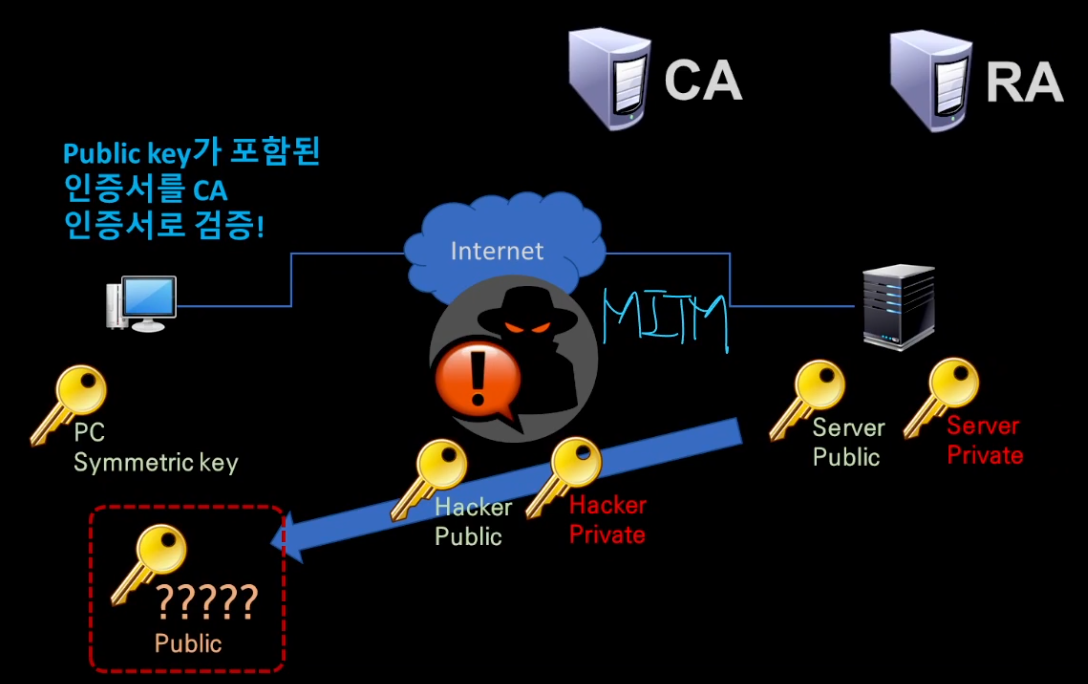 CA
RA
Public key가 포함된
인증서를 CA
인증서로 검증!
Internet
MITM
PC
Symmetric key
Server
Public
Server
Private
Hacker
Public
Hacker
Private
?????
Public